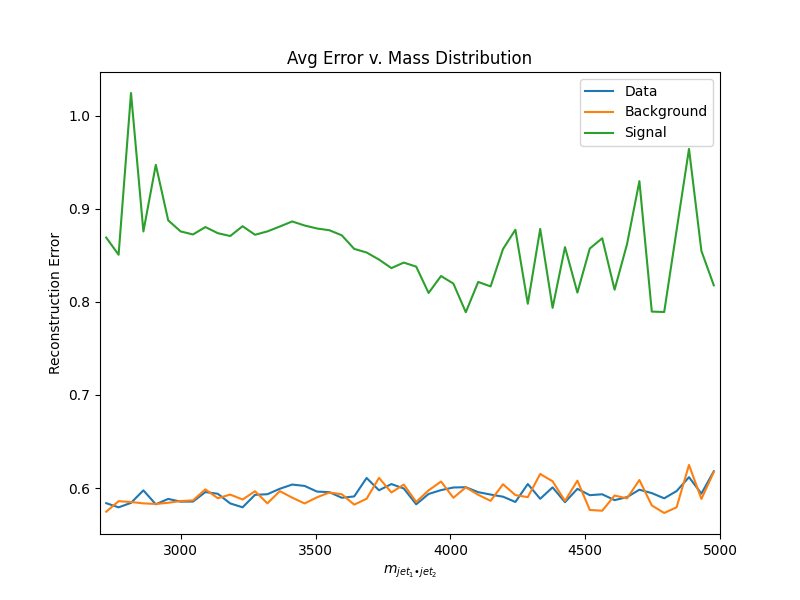 Avg Error v. Mass Distribution
Data
Background
Signal
Reconstruction Error
1.0
0.9
0.8
0.7
0.6
3000
3500
4000
4500
5000
m_{jet_1•jet_2}